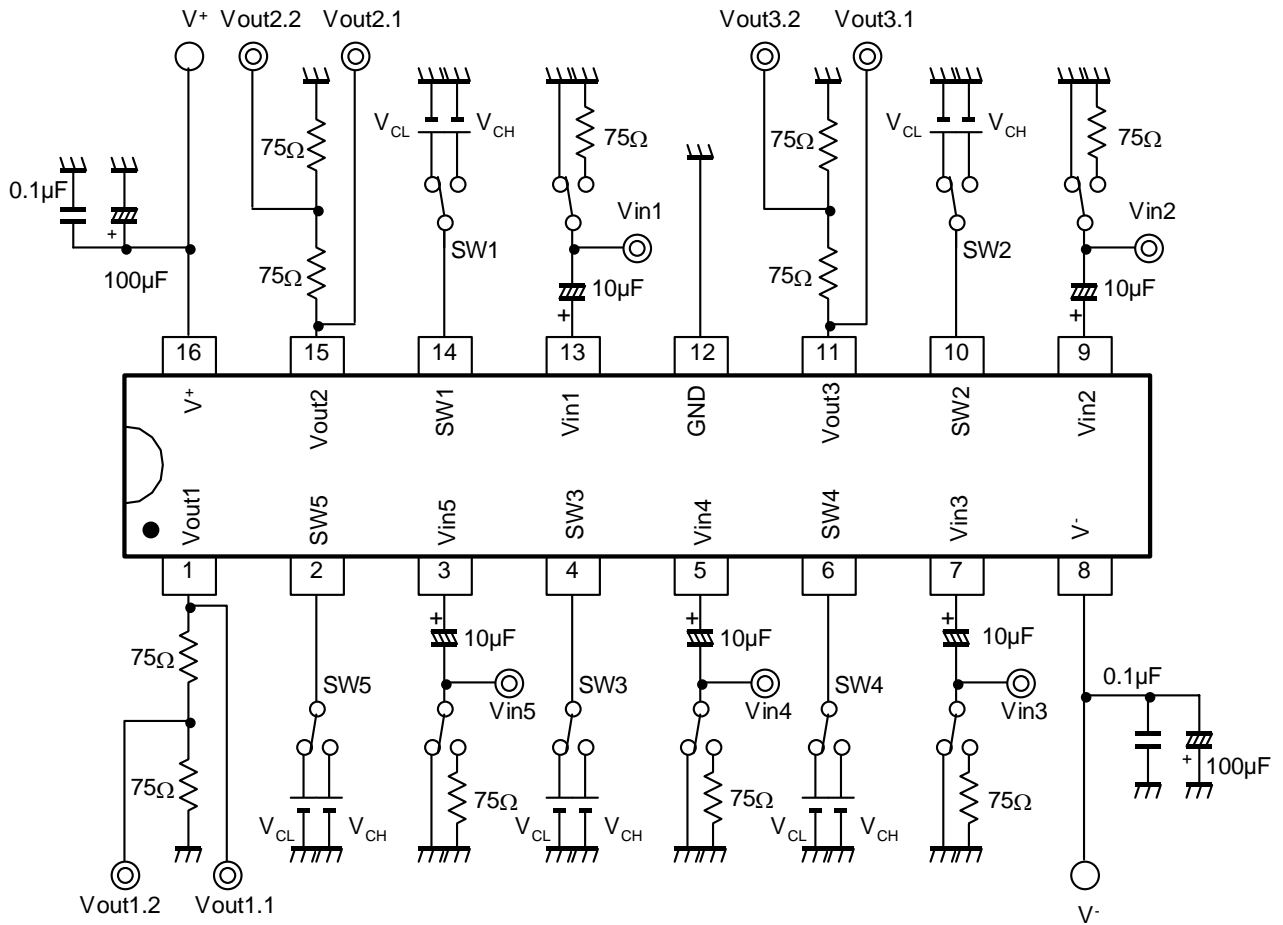 V+ Vout2.2 Vout2.1 Vout3.2 Vout3.1
75Ω VCL VCH 75Ω 75Ω VCL VCH 75Ω
0.1µF Vin1 Vin2
+ SW1 SW2
100µF 75Ω 10µF 75Ω 10µF
+ +
16 15 14 13 12 11 10 9
V+ Vout2 SW1 Vin1 GND Vout3 SW2 Vin2
Vout1 SW5 Vin5 SW3 Vin4 SW4 Vin3 V-
1 2 3 4 5 6 7 8
+ + +
75Ω 10µF 10µF 10µF
SW5 Vin5 SW3 Vin4 SW4 Vin3 0.1µF
75Ω + 100µF
VCL VCH 75Ω VCL VCH 75Ω VCL VCH 75Ω
Vout1.2 Vout1.1 V-